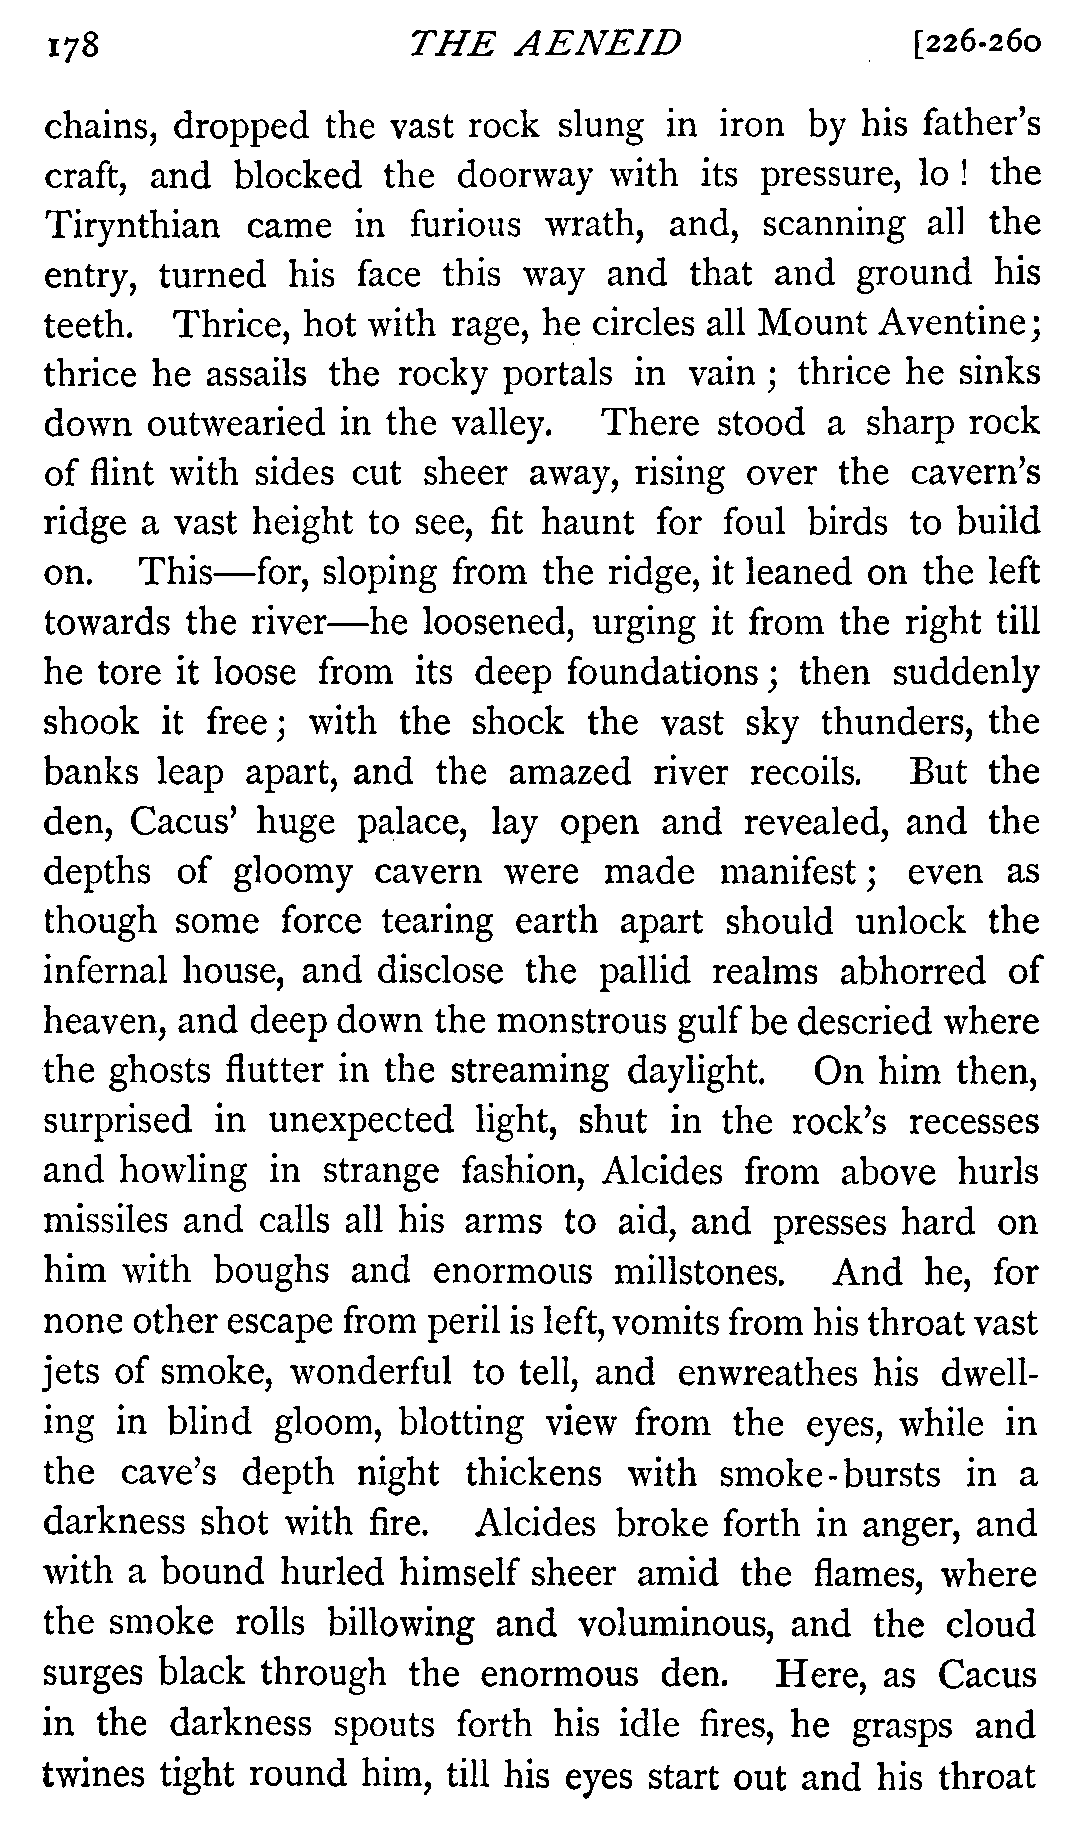 178 THE AENEID [226-260
chains, dropped the vast rock slung in iron by his father's
craft, and blocked the doorway with its pressure, lo ! the
Tirynthian came in furious wrath, and, scanning all the
entry, turned his face this way and that and ground his
teeth. Thrice, hot with rage, he circles all Mount Aventine;
thrice he assails the rocky portals in vain ; thrice he sinks
down outwearied in the valley. There stood a sharp rock
of flint with sides cut sheer away, rising over the cavern's
ridge a vast height to see, fit haunt for foul birds to build
on. This—for, sloping from the ridge, it leaned on the left
towards the river—he loosened, urging it from the right till
he tore it loose from its deep foundations ; then suddenly
shook it free ; with the shock the vast sky thunders, the
banks leap apart, and the amazed river recoils. But the
den, Cacus' huge palace, lay open and revealed, and the
depths of gloomy cavern were made manifest ; even as
though some force tearing earth apart should unlock the
infernal house, and disclose the pallid realms abhorred of
heaven, and deep down the monstrous gulf be descried where
the ghosts flutter in the streaming daylight. On him then,
surprised in unexpected light, shut in the rock's recesses
and howling in strange fashion, Alcides from above hurls
missiles and calls all his arms to aid, and presses hard on
him with boughs and enormous millstones. And he, for
none other escape from peril is left, vomits from his throat vast
jets of smoke, wonderful to tell, and enwreathes his dwell-
ing in blind gloom, blotting view from the eyes, while in
the cave's depth night thickens with smoke-bursts in a
darkness shot with fire. Alcides broke forth in anger, and
with a bound hurled himself sheer amid the flames, where
the smoke rolls billowing and voluminous, and the cloud
surges black through the enormous den. Here, as Cacus
in the darkness spouts forth his idle fires, he grasps and
twines tight round him, till his eyes start out and his throat